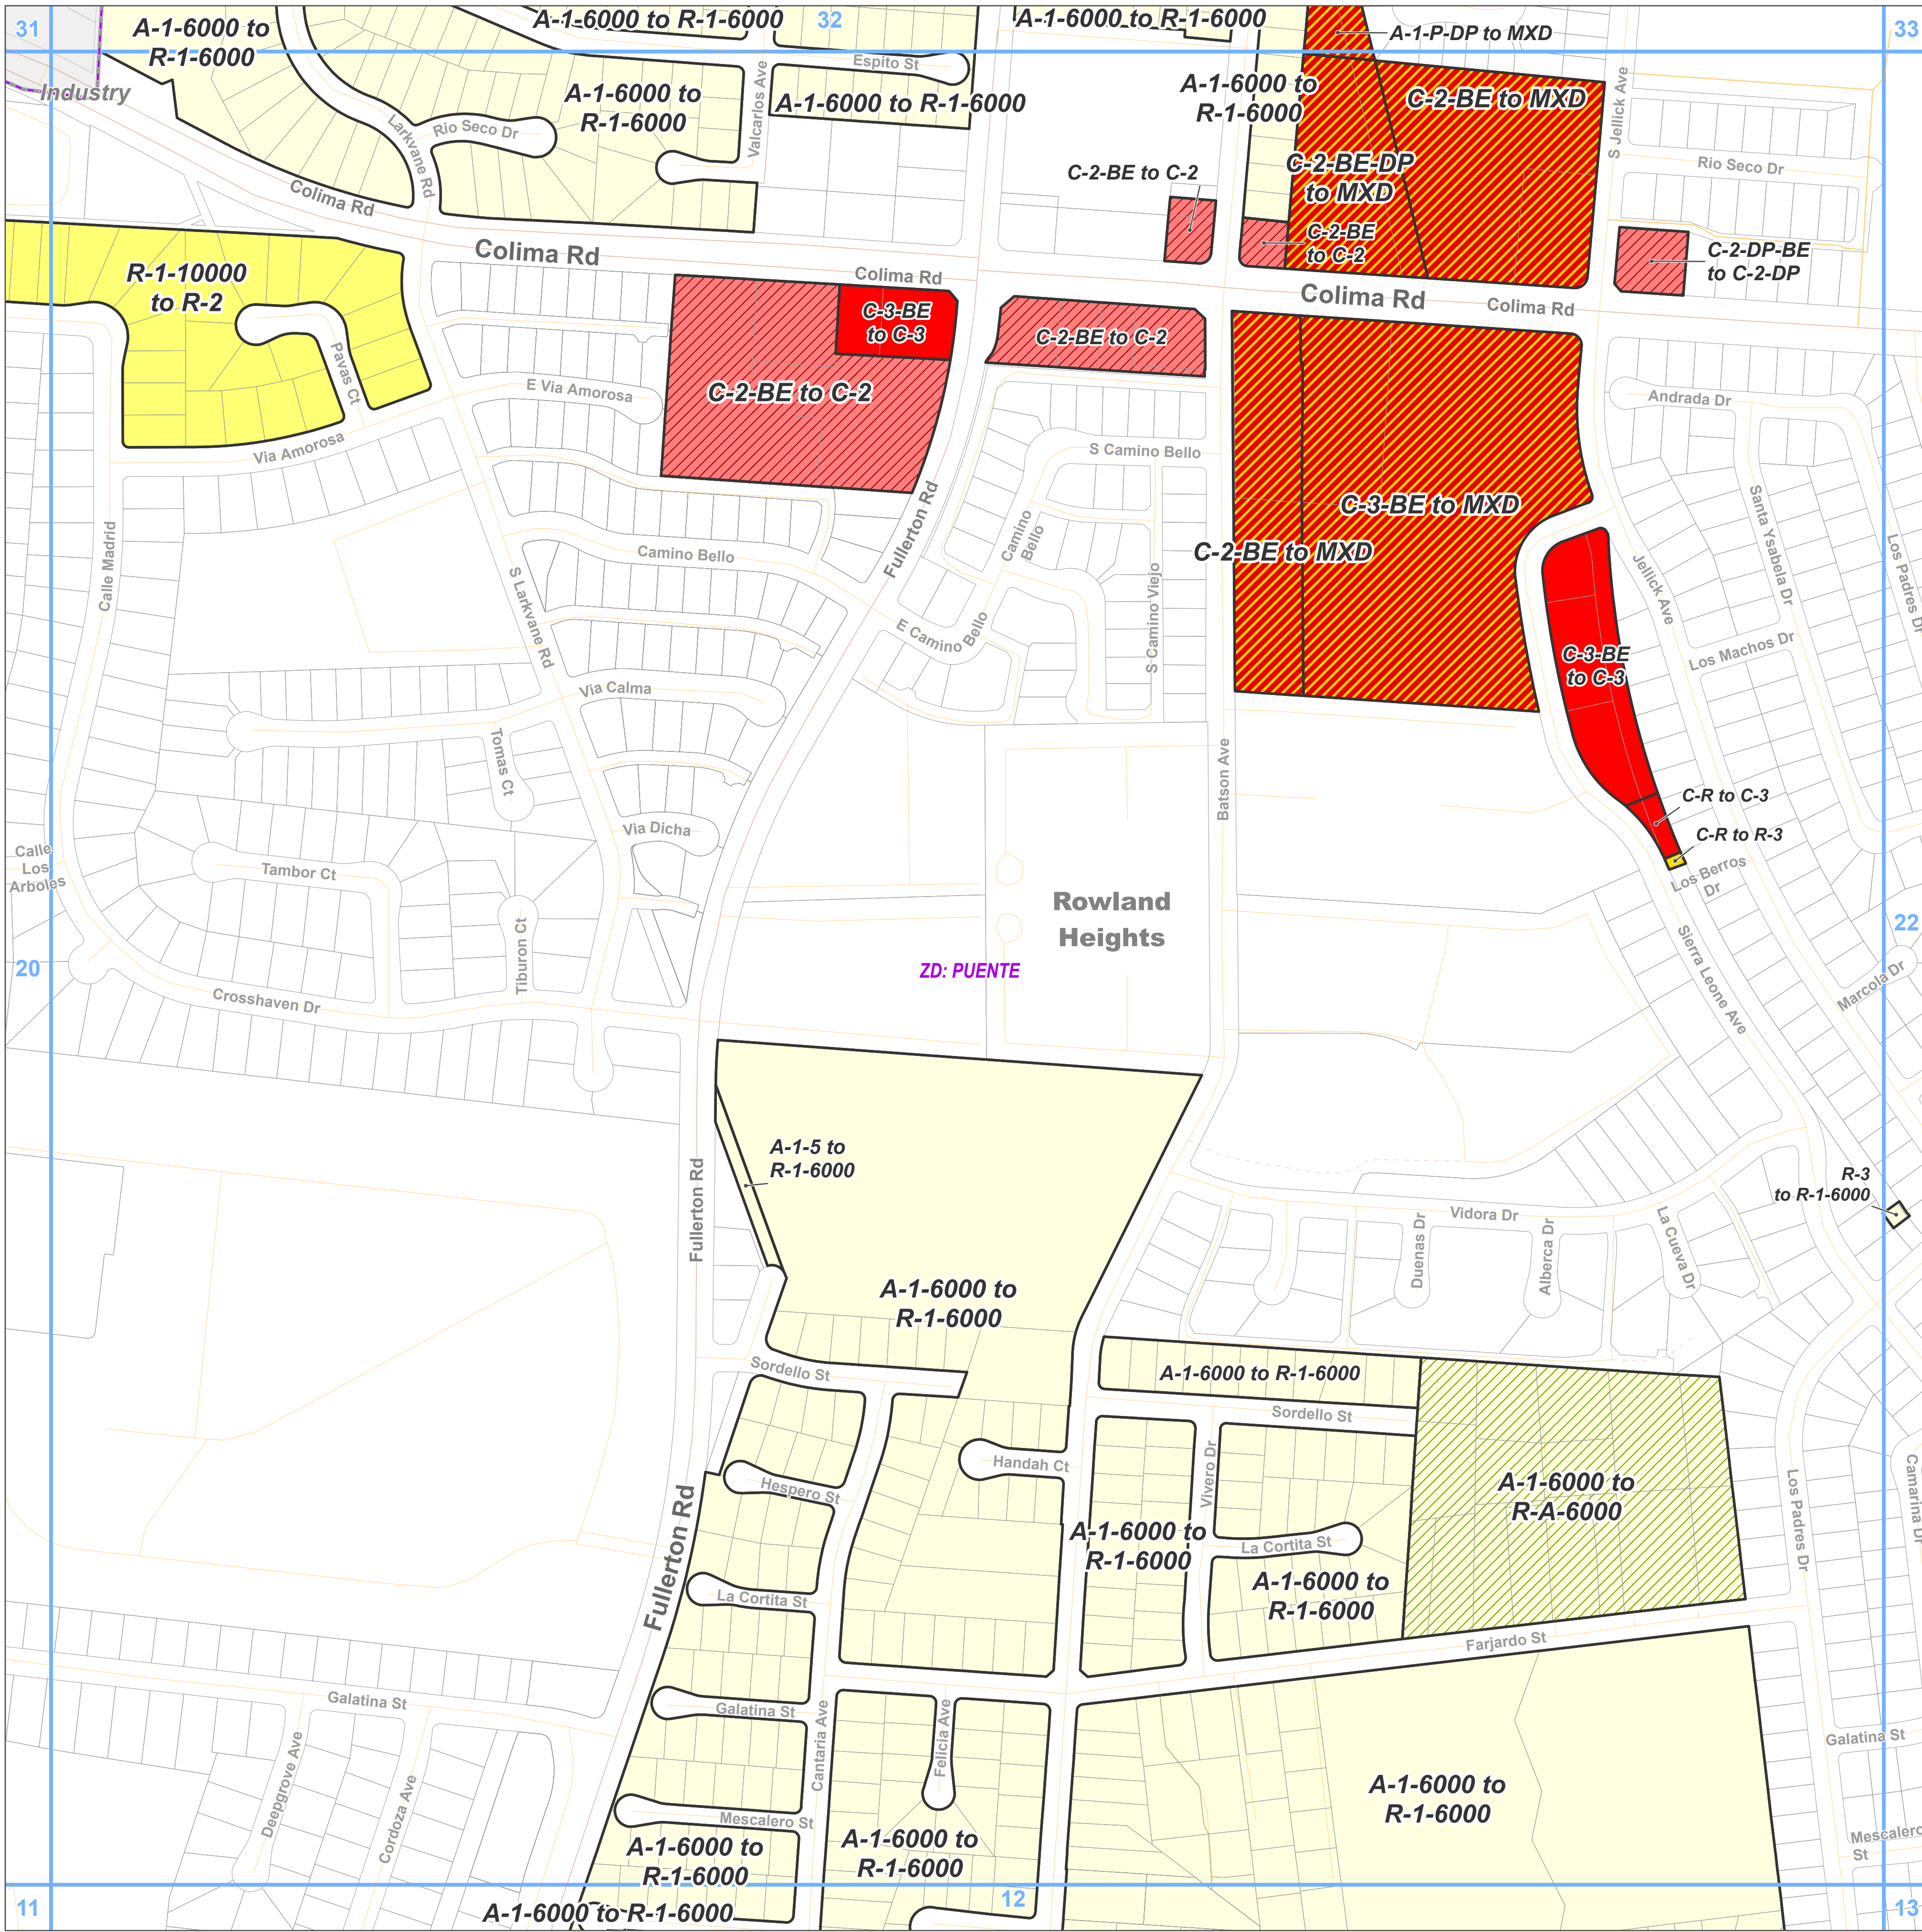 31
A-1-6000 to
R-1-6000
A-1-6000 to R-1-6000
32
A-1-6000 to R-1-6000
A-1-P-DP to MXD
33
Industry
Espito St
A-1-6000 to
R-1-6000
Valcarlos Ave
A-1-6000 to R-1-6000
A-1-6000 to
R-1-6000
C-2-BE to MXD
S Jellick Ave
Larkvane Rd
Rio Seco Dr
Rio Seco Dr
C-2-BE to C-2
C-2-BE-DP
to MXD
Colima Rd
C-2-BE
to C-2
C-2-DP-BE
to C-2-DP
Colima Rd
Colima Rd
Colima Rd
Colima Rd
R-1-10000
to R-2
C-3-BE
to C-3
C-2-BE to C-2
Pavas Ct
E Via Amorosa
C-2-BE to C-2
Andrada Dr
Via Amorosa
S Camino Bello
Fullerton Rd
Camino
Bello
C-3-BE to MXD
Santa Ysabela Dr
Los Padres Dr
Calle Madrid
Camino Bello
C-2-BE to MXD
Jellick Ave
S Larkvane Rd
E Camino
Bello
S Camino Viejo
C-3-BE
to C-3
Los Machos Dr
Via Calma
Tomas Ct
Batson Ave
C-R to C-3
Via Dicha
C-R to R-3
Calle
Los
Arboles
Tambor Ct
Los Berros
Dr
Rowland
Heights
22
Tiburon Ct
20
ZD: PUENTE
Sierra Leone Ave
Marcola Dr
Crosshaven Dr
A-1-5 to
R-1-6000
Fullerton Rd
R-3
to R-1-6000
Vidora Dr
Duenas Dr
Alberca Dr
La Cueva Dr
A-1-6000 to
R-1-6000
Sordello St
A-1-6000 to R-1-6000
Sordello St
Handah Ct
Hespero St
Vivero Dr
A-1-6000 to
R-A-6000
Los Padres Dr
Camarina Dr
Fullerton Rd
A-1-6000 to
R-1-6000
La Cortita St
La Cortita St
A-1-6000 to
R-1-6000
Farjardo St
Galatina St
Galatina St
Cantaria Ave
Felicia Ave
Deepgrove Ave
Cordoza Ave
Galatina St
A-1-6000 to
R-1-6000
Mescalero St
Mescalero
St
A-1-6000 to
R-1-6000
A-1-6000 to
R-1-6000
11
A-1-6000 to R-1-6000
12
13